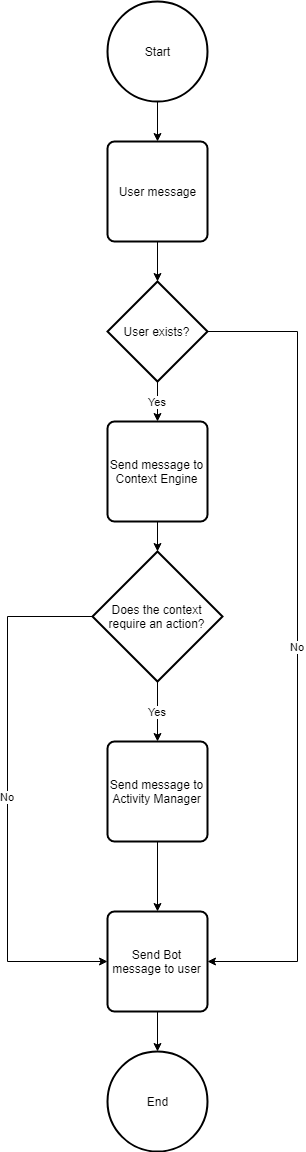 Start
User message
User exists?
Yes
Send message to
Context Engine
Does the context
require an action?
No
Yes
Send message to
Activity Manager
No
Send Bot
message to user
End